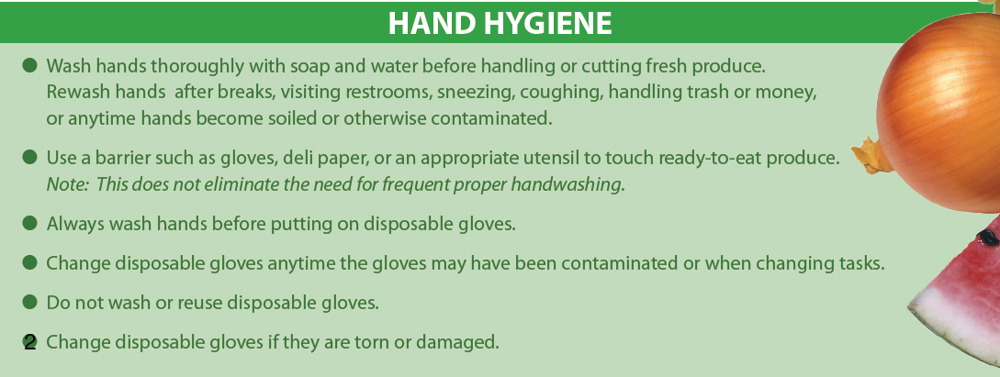 HAND HYGIENE
● Wash hands thoroughly with soap and water before handling or cutting fresh produce.
Rewash hands  after breaks, visiting restrooms, sneezing, coughing, handling trash or money,
or anytime hands become soiled or otherwise contaminated.
● Use a barrier such as gloves, deli paper, or an appropriate utensil to touch ready-to-eat produce.
Note:  This does not eliminate the need for frequent proper handwashing.
● Always wash hands before putting on disposable gloves.
● Change disposable gloves anytime the gloves may have been contaminated or when changing tasks.
● Do not wash or reuse disposable gloves.
2 Change disposable gloves if they are torn or damaged.